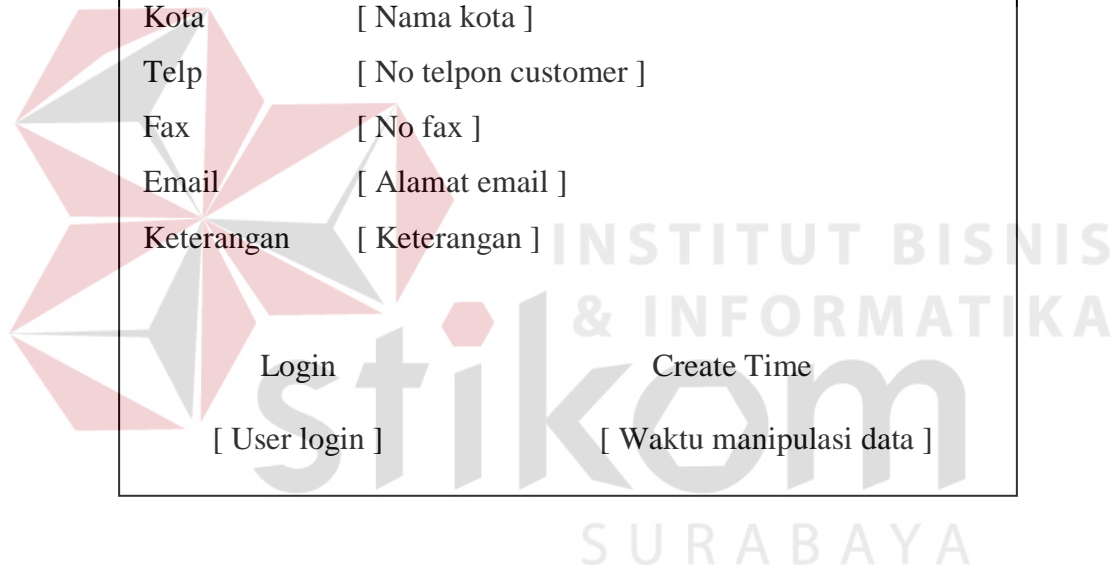 Kota [ Nama kota ]
Telp [ No telpon customer ]
Fax [ No fax ]
Email [ Alamat email ]
Keterangan [ Keterangan ]
INSTITUT BISNIS
& INFORMATIKA
stikom
SURABAYA
Login Create Time
[ User login ] [ Waktu manipulasi data ]